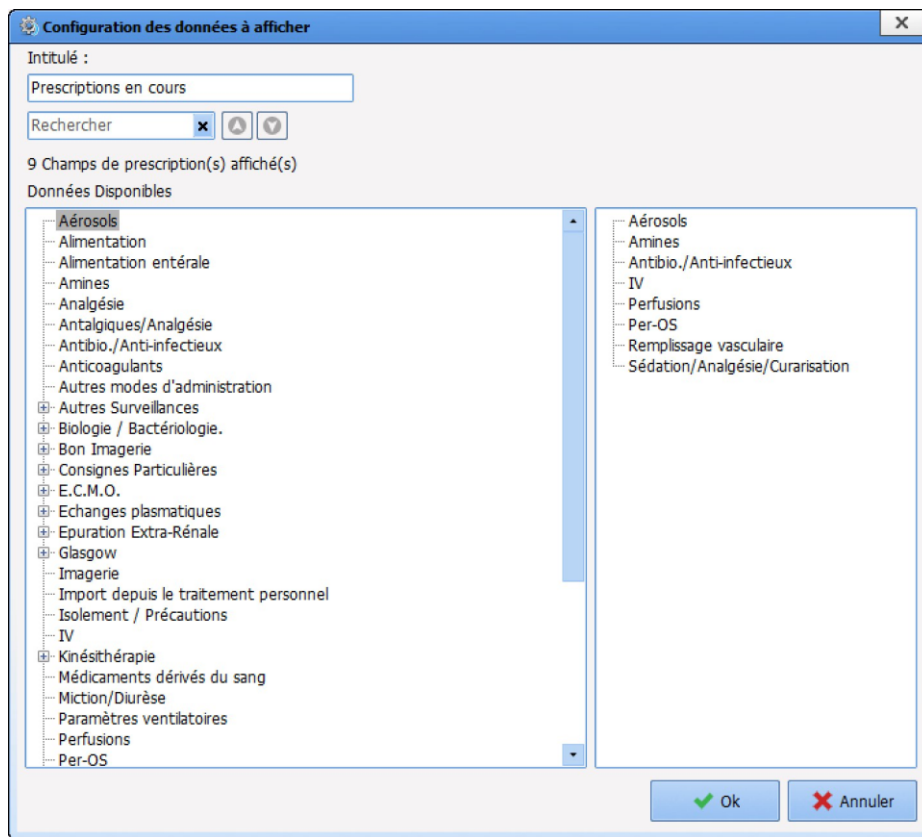 Configuration des données à afficher
Intitulé :
Prescriptions en cours
Rechercher
9 Champs de prescription(s) affiché(s)
Données Disponibles
Aérosols
Alimentation
Alimentation entérale
Amines
Analgésie
Antalgiques/Analgésie
Antibio./Anti-infectieux
Anticoagulants
Autres modes d'administration
Autres Surveillances
Biologie / Bactériologie.
Bon Imagerie
Consignes Particulières
E.C.M.O.
Echanges plasmatiques
Epuration Extra-Rénale
Glasgow
Imagerie
Import depuis le traitement personnel
Isolement / Précautions
IV
Kinésithérapie
Médicaments dérivés du sang
Miction/Diurèse
Paramètres ventilatoires
Perfusions
Per-OS
Aérosols
Amines
Antibio./Anti-infectieux
IV
Perfusions
Per-OS
Remplissage vasculaire
Sédation/Analgésie/Curarisation
Ok
Annuler